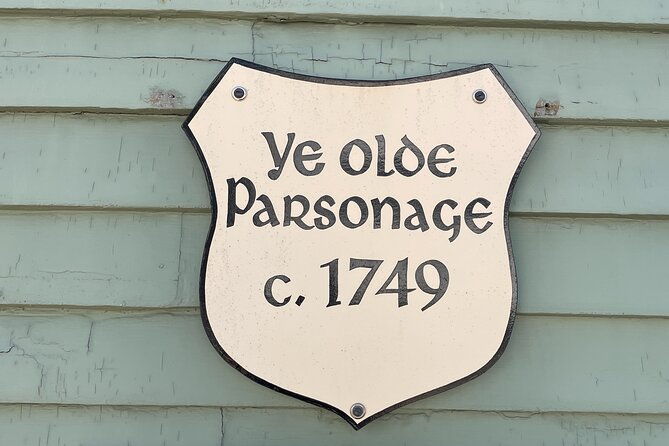 Ye Olde
Parsonage
c. 1749